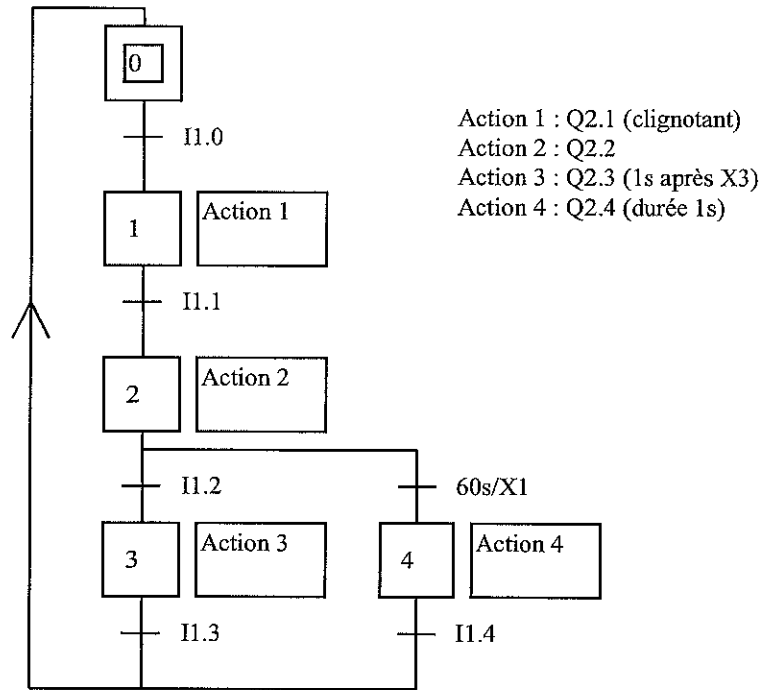 0
I1.0
Action 1 : Q2.1 (clignotant)
Action 2 : Q2.2
Action 3 : Q2.3 (1s après X3)
Action 4 : Q2.4 (durée 1s)
1
Action 1
I1.1
2
Action 2
I1.2
60s/X1
3
Action 3
4
Action 4
I1.3
I1.4